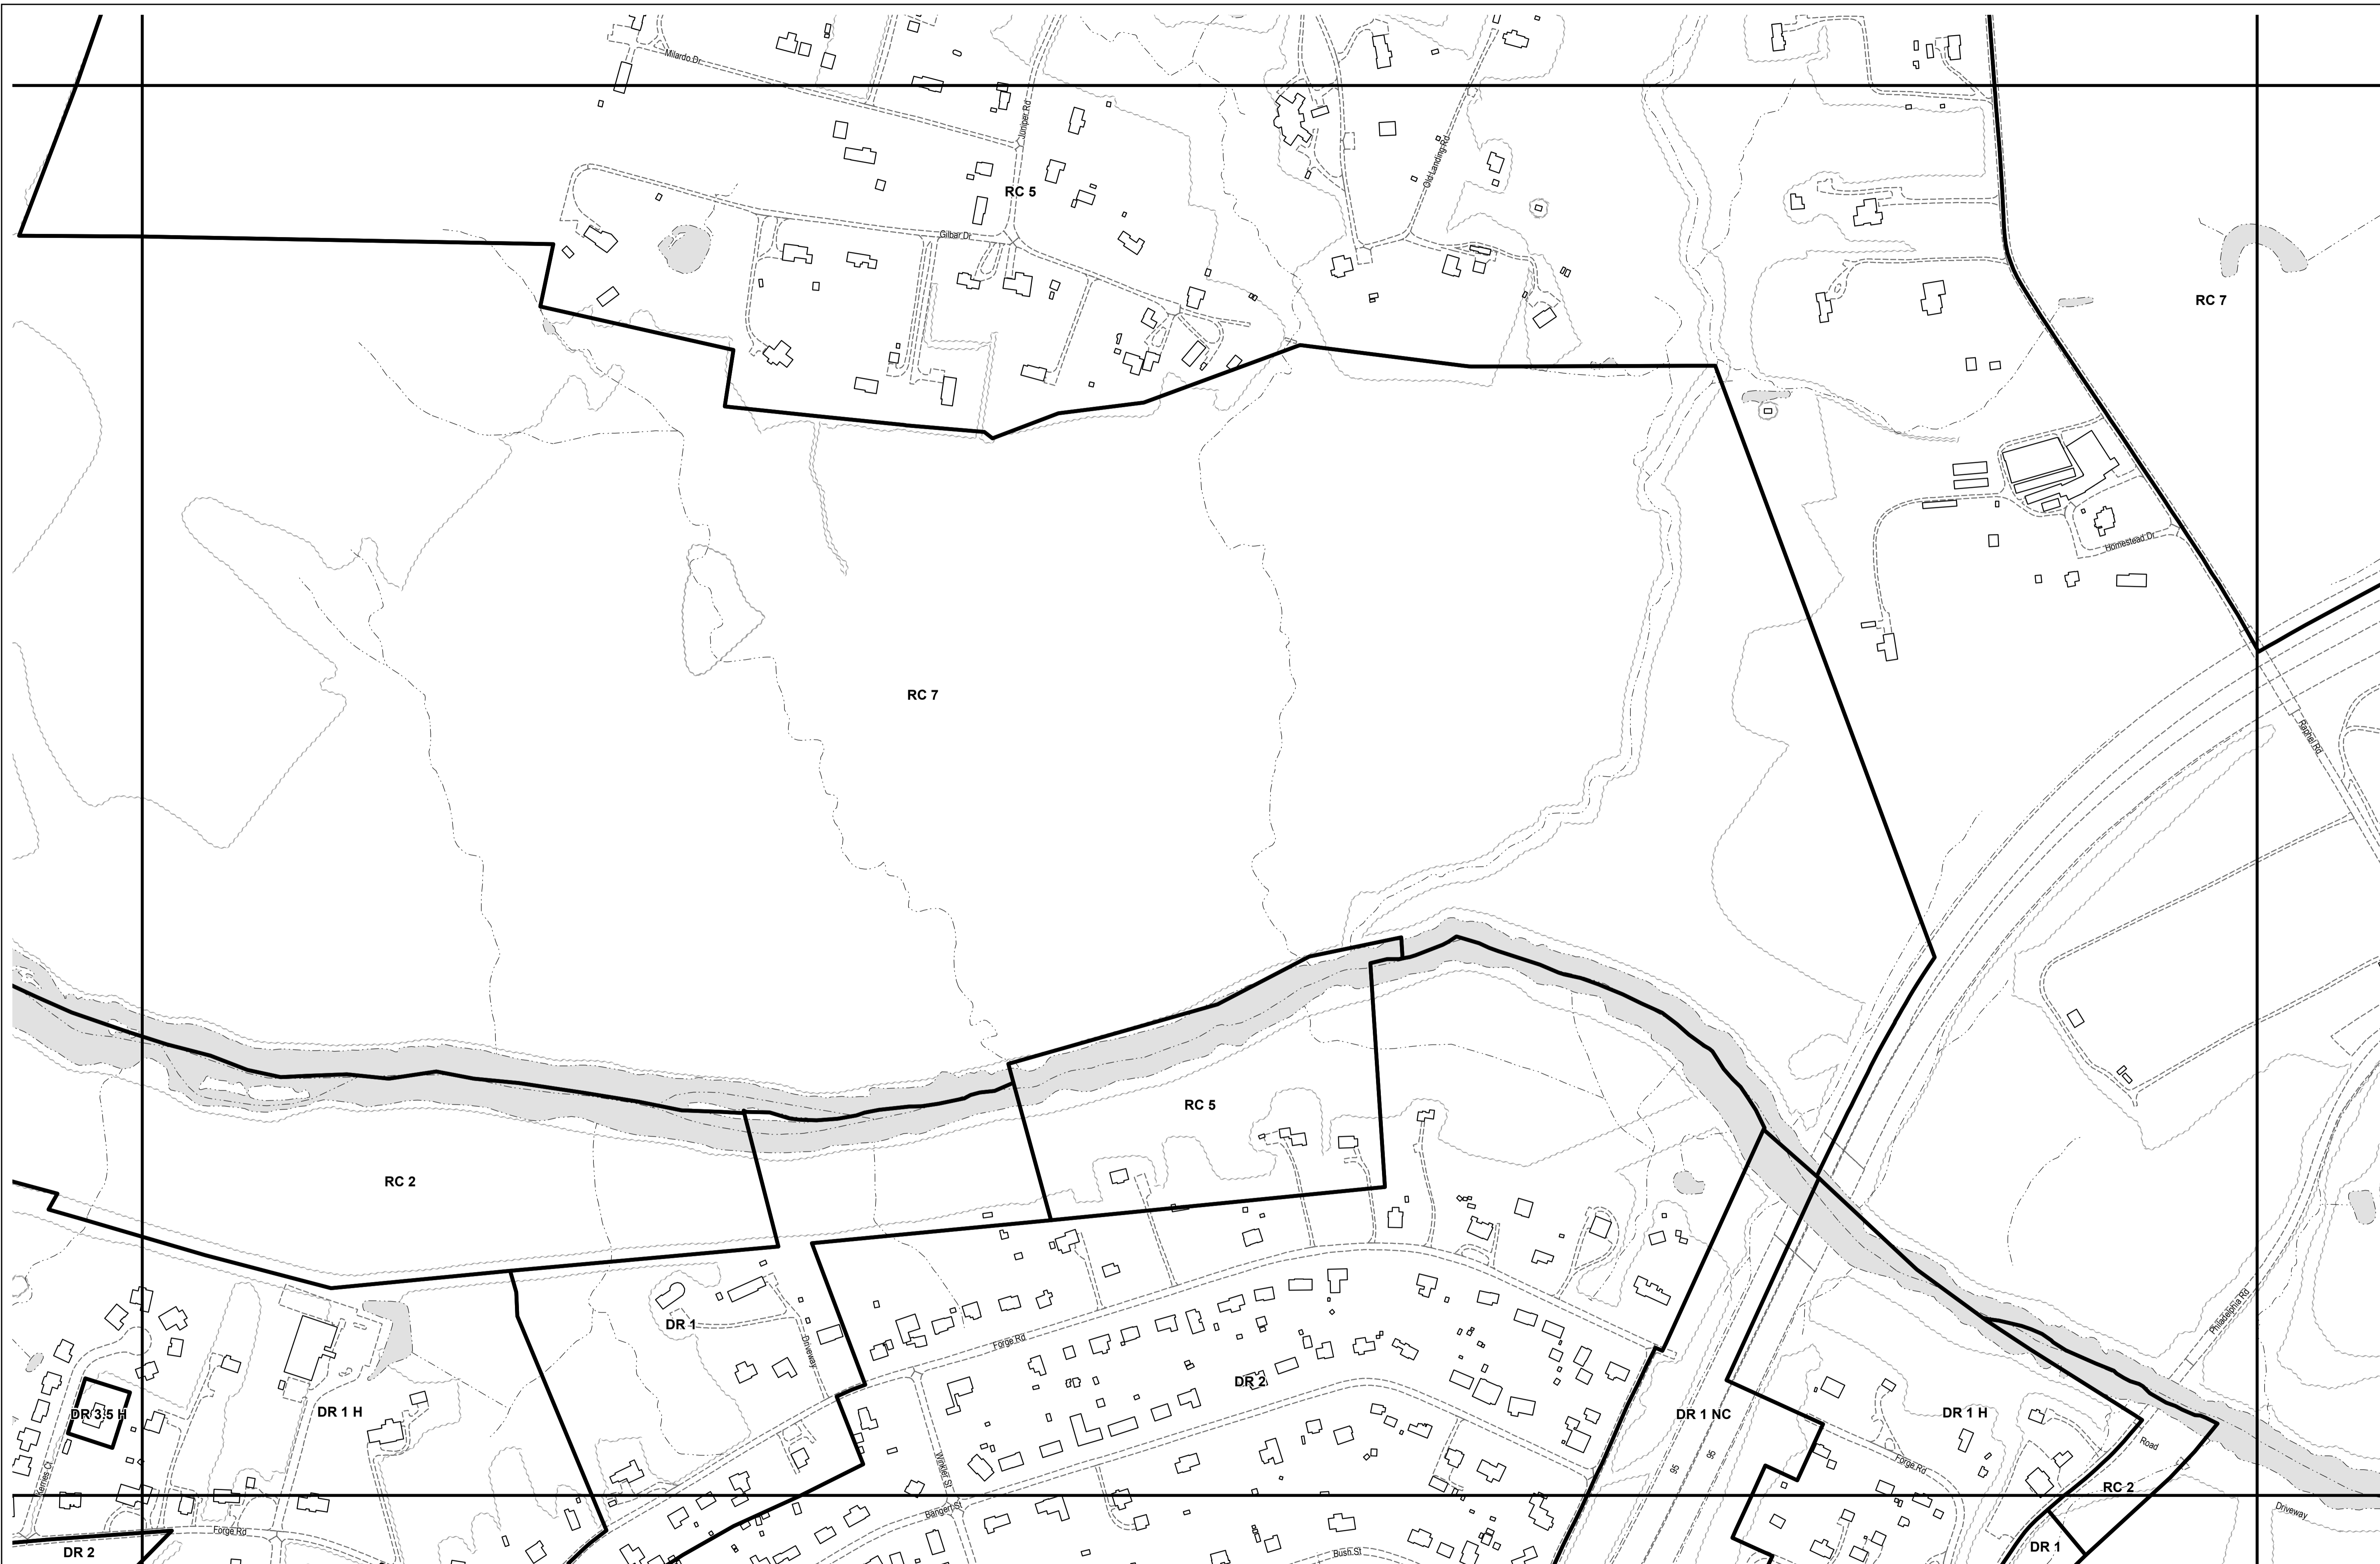 Milardo Dr
Juniper Rd
Old Landing Rd
RC 5
Gilbar Dr
RC 7
Homestead Dr
RC 7
Raphel Rd
RC 5
RC 2
Philadelphia Rd
DR 1
Driveway
Forge Rd
DR 2
DR 3.5 H
DR 1 H
DR 1 NC
DR 1 H
Road
Forge Rd
95
95
Kernes Ct
Winkler St
RC 2
Bangert St
Driveway
Forge Rd
DR 2
Bush St
DR 1